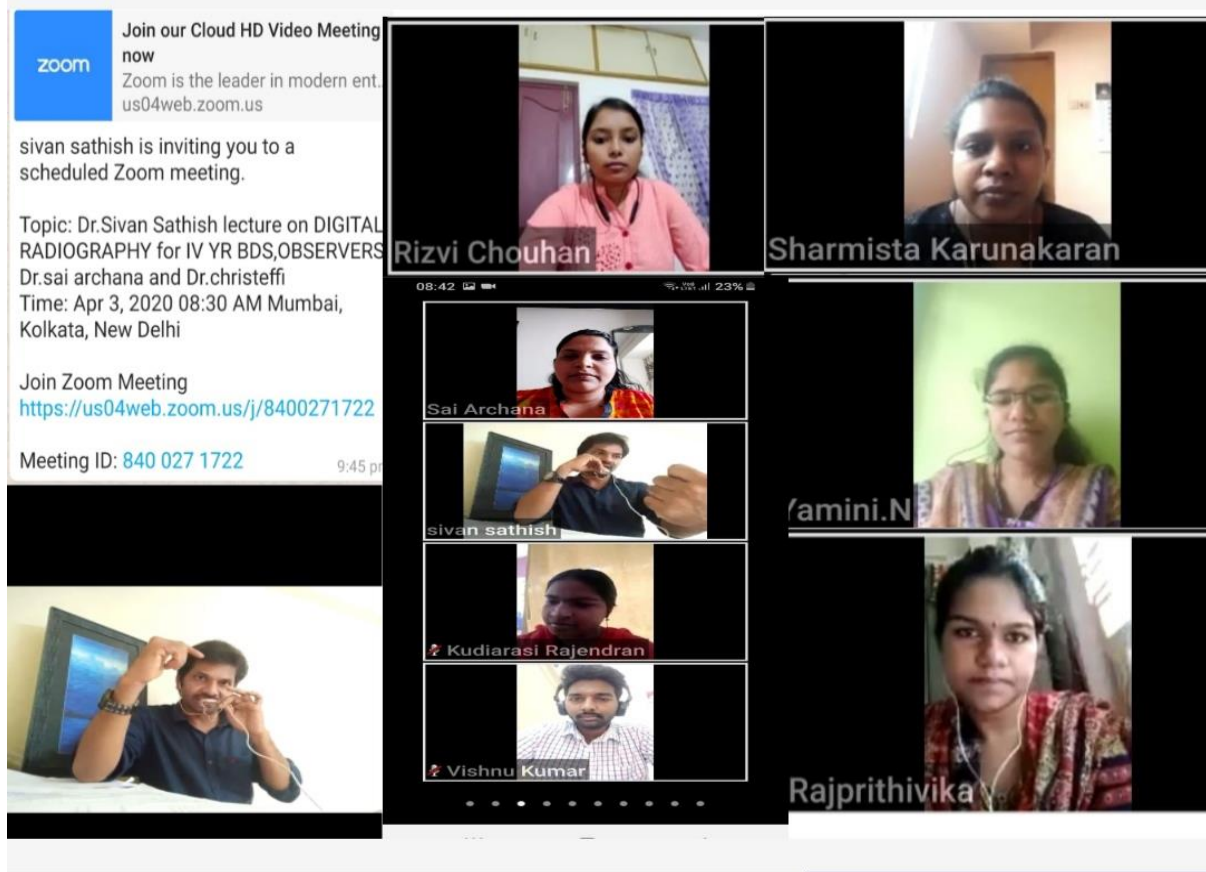 zoom
Join our Cloud HD Video Meeting
now
Zoom is the leader in modern ent.
us04web.zoom.us
sivan sathish is inviting you to a
scheduled Zoom meeting.
Topic: Dr.Sivan Sathish lecture on DIGITAL
RADIOGRAPHY for IV YR BDS,OBSERVERS
Dr.sai archana and Dr.christeffi
Time: Apr 3, 2020 08:30 AM Mumbai,
Kolkata, New Delhi
Join Zoom Meeting
https://us04web.zoom.us/j/8400271722
Meeting ID: 840 027 1722
9:45 pr
Rizvi Chouhan
Sharmista Karunakaran
08:42
23%
Sai Archana
sivan sathish
Kudiarasi Rajendran
Vishnu Kumar
Yamini.N
Rajprithivika